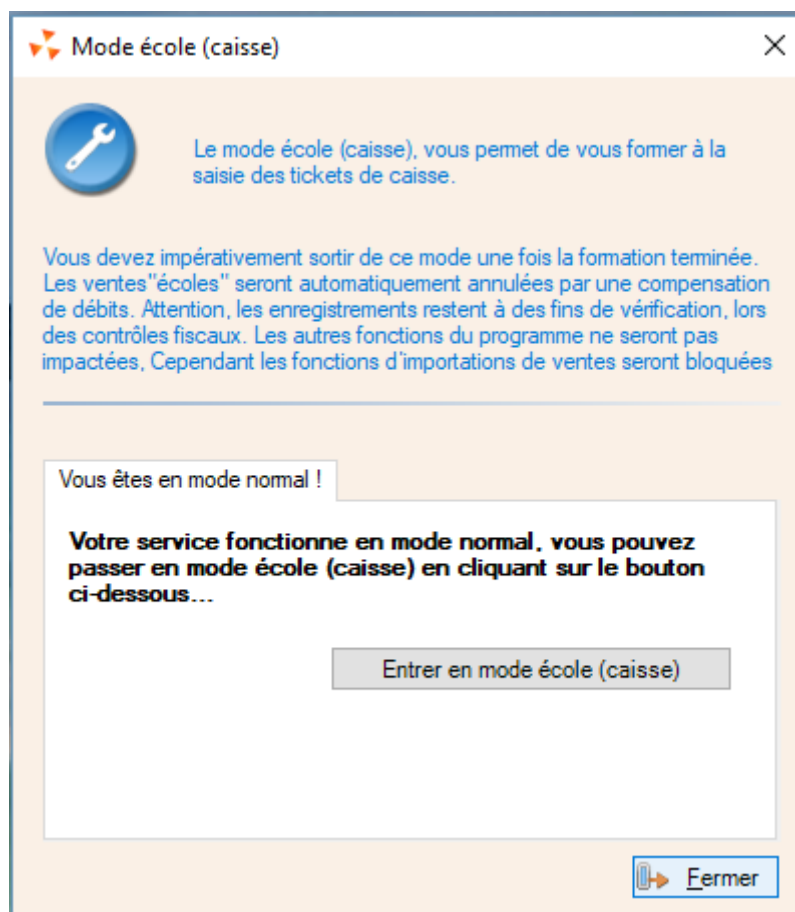 Mode école (caisse)
Le mode école (caisse), vous permet de vous former à la
saisie des tickets de caisse.
Vous devez impérativement sortir de ce mode une fois la formation terminée.
Les ventes"écoles" seront automatiquement annulées par une compensation
de débits. Attention, les enregistrements restent à des fins de vérification, lors
des contrôles fiscaux. Les autres fonctions du programme ne seront pas
impactées, Cependant les fonctions d'importations de ventes seront bloquées
Vous êtes en mode normal !
Votre service fonctionne en mode normal, vous pouvez
passer en mode école (caisse) en cliquant sur le bouton
ci-dessous...
Entrer en mode école (caisse)
Fermer